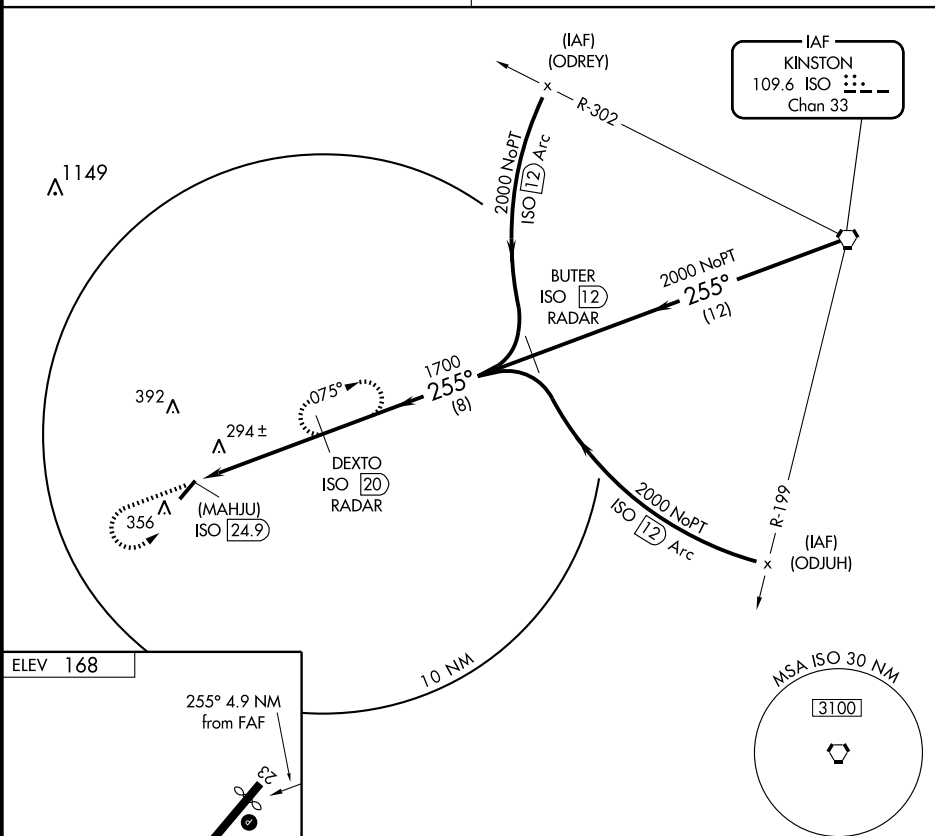 (IAF)
(ODREY)
R-302
IAF
KINSTON
109.6 ISO
Chan 33
1149
2000 NoPT
ISO 12 Arc
BUTER
ISO 12
RADAR
2000 NoPT
255°
(12)
1700
255°
(8)
075°
392
294 ±
DEXTO
ISO 20
RADAR
(MAHJU)
ISO 24.9
356
2000 NoPT
ISO 12 Arc
R-199
(IAF)
(ODJUH)
10 NM
ELEV 168
255° 4.9 NM
from FAF
23
P
MSA ISO 30 NM
3100